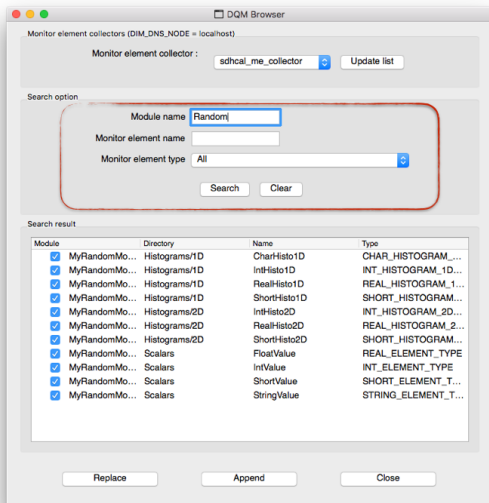 DQM Browser
Monitor element collectors (DIM_DNS_NODE = localhost)
Monitor element collector : sdhcal_me_collector Update list
Search option
Module name Random
Monitor element name
Monitor element type All
Search Clear
Search result
Module Directory Name Type
MyRandomMo... Histograms/1D CharHisto1D CHAR_HISTOGRAM_...
MyRandomMo... Histograms/1D IntHisto1D INT_HISTOGRAM_1D...
MyRandomMo... Histograms/1D RealHisto1D REAL_HISTOGRAM_1...
MyRandomMo... Histograms/1D ShortHisto1D SHORT_HISTOGRAM...
MyRandomMo... Histograms/2D IntHisto2D INT_HISTOGRAM_2D...
MyRandomMo... Histograms/2D RealHisto2D REAL_HISTOGRAM_2...
MyRandomMo... Histograms/2D ShortHisto2D SHORT_HISTOGRAM...
MyRandomMo... Scalars FloatValue REAL_ELEMENT_TYPE
MyRandomMo... Scalars IntValue INT_ELEMENT_TYPE
MyRandomMo... Scalars ShortValue SHORT_ELEMENT_T...
MyRandomMo... Scalars StringValue STRING_ELEMENT_T...
Replace Append Close